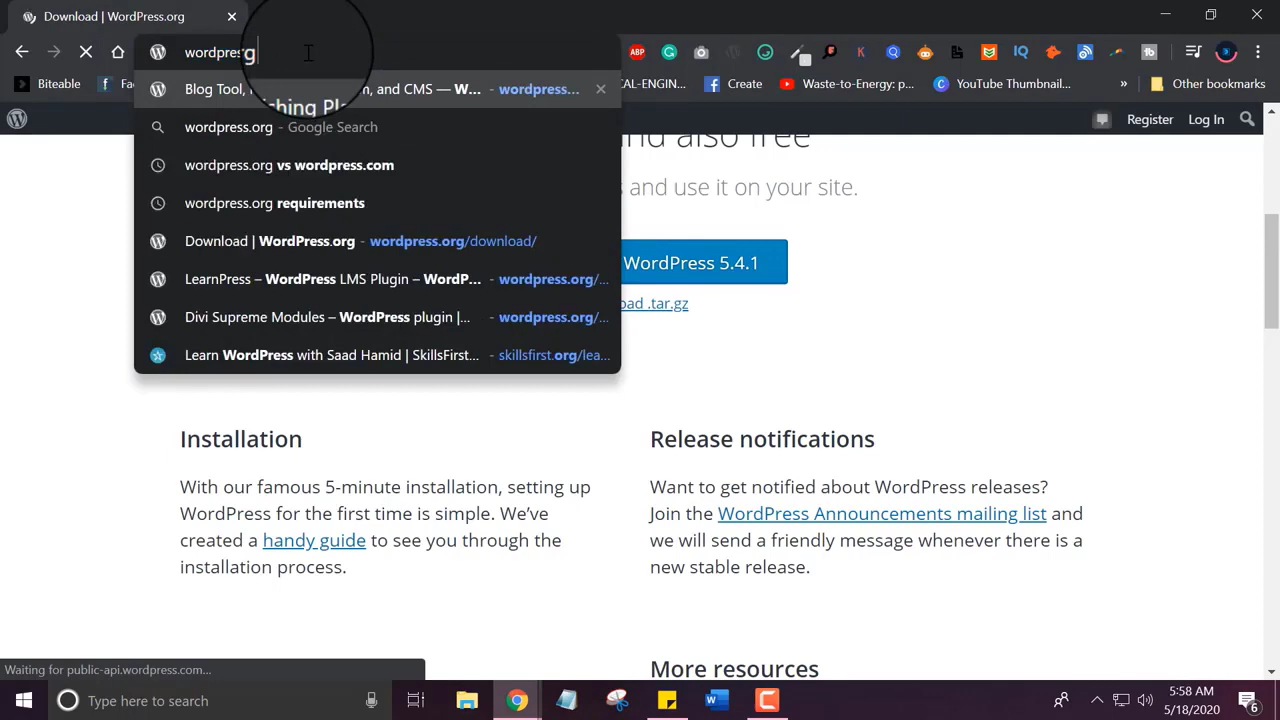 Download | WordPress.org
wordpres g
ABP
Biteable
CAL-ENGIN...
Create
Waste-to-Energy: p...
YouTube Thumbnail...
»
Other bookmarks
Blog Tool, and CMS — W... - wordpress...
shing Pl
wordpress.org - Google Search
wordpress.org vs wordpress.com
wordpress.org requirements
Download | WordPress.org - wordpress.org/download/
LearnPress – WordPress LMS Plugin – WordP... - wordpress.org/...
Divi Supreme Modules – WordPress plugin |... - wordpress.org/...
Learn WordPress with Saad Hamid | SkillsFirst... - skillsfirst.org/lea...
Register Log In
nd also free
and use it on your site.
WordPress 5.4.1
oad .tar.gz
Installation
With our famous 5-minute installation, setting up
WordPress for the first time is simple. We’ve
created a handy guide to see you through the
installation process.
Release notifications
Want to get notified about WordPress releases?
Join the WordPress Announcements mailing list and
we will send a friendly message whenever there is a
new stable release.
More resources
Waiting for public-api.wordpress.com...
Type here to search
5:58 AM
5/18/2020
6